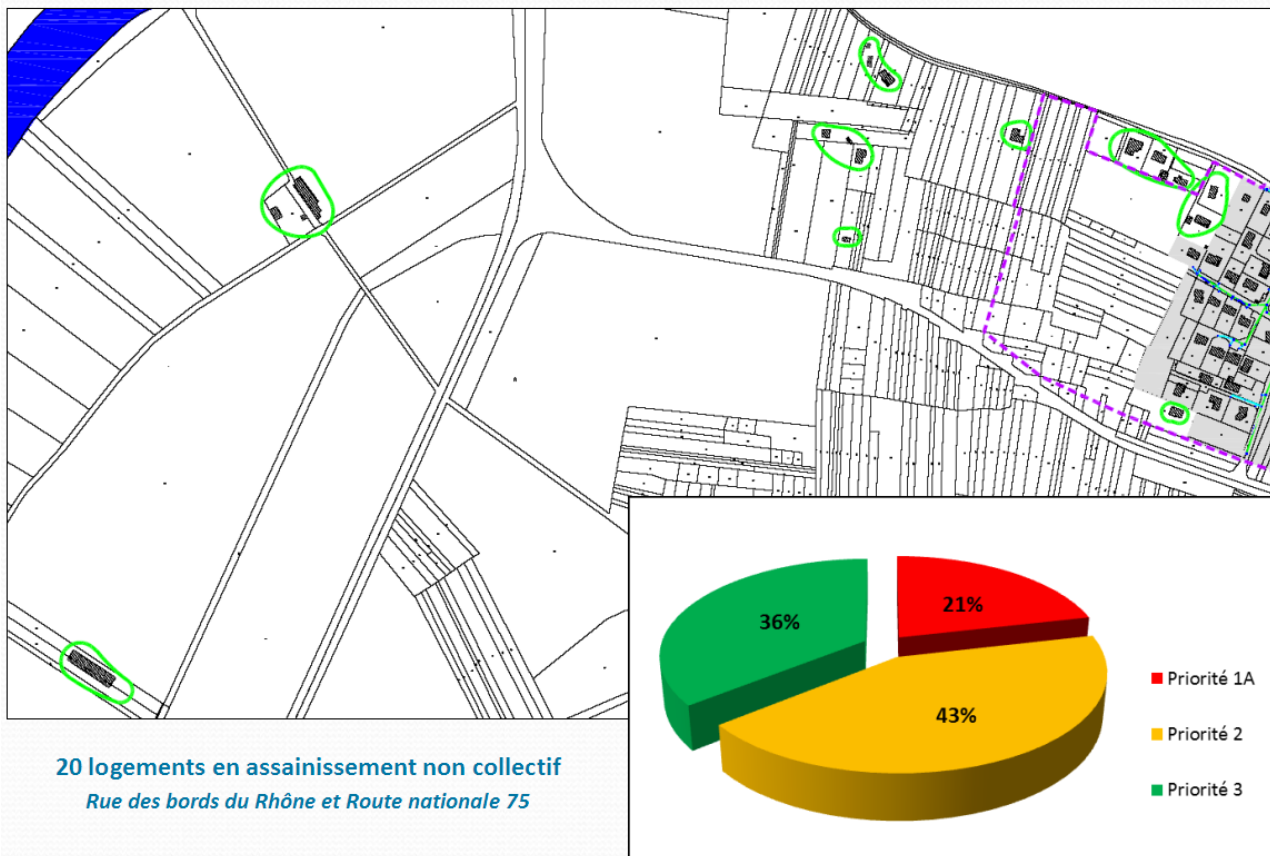 21%
36%
43%
Priorité 1A
Priorité 2
Priorité 3
20 logements en assainissement non collectif
Rue des bords du Rhône et Route nationale 75